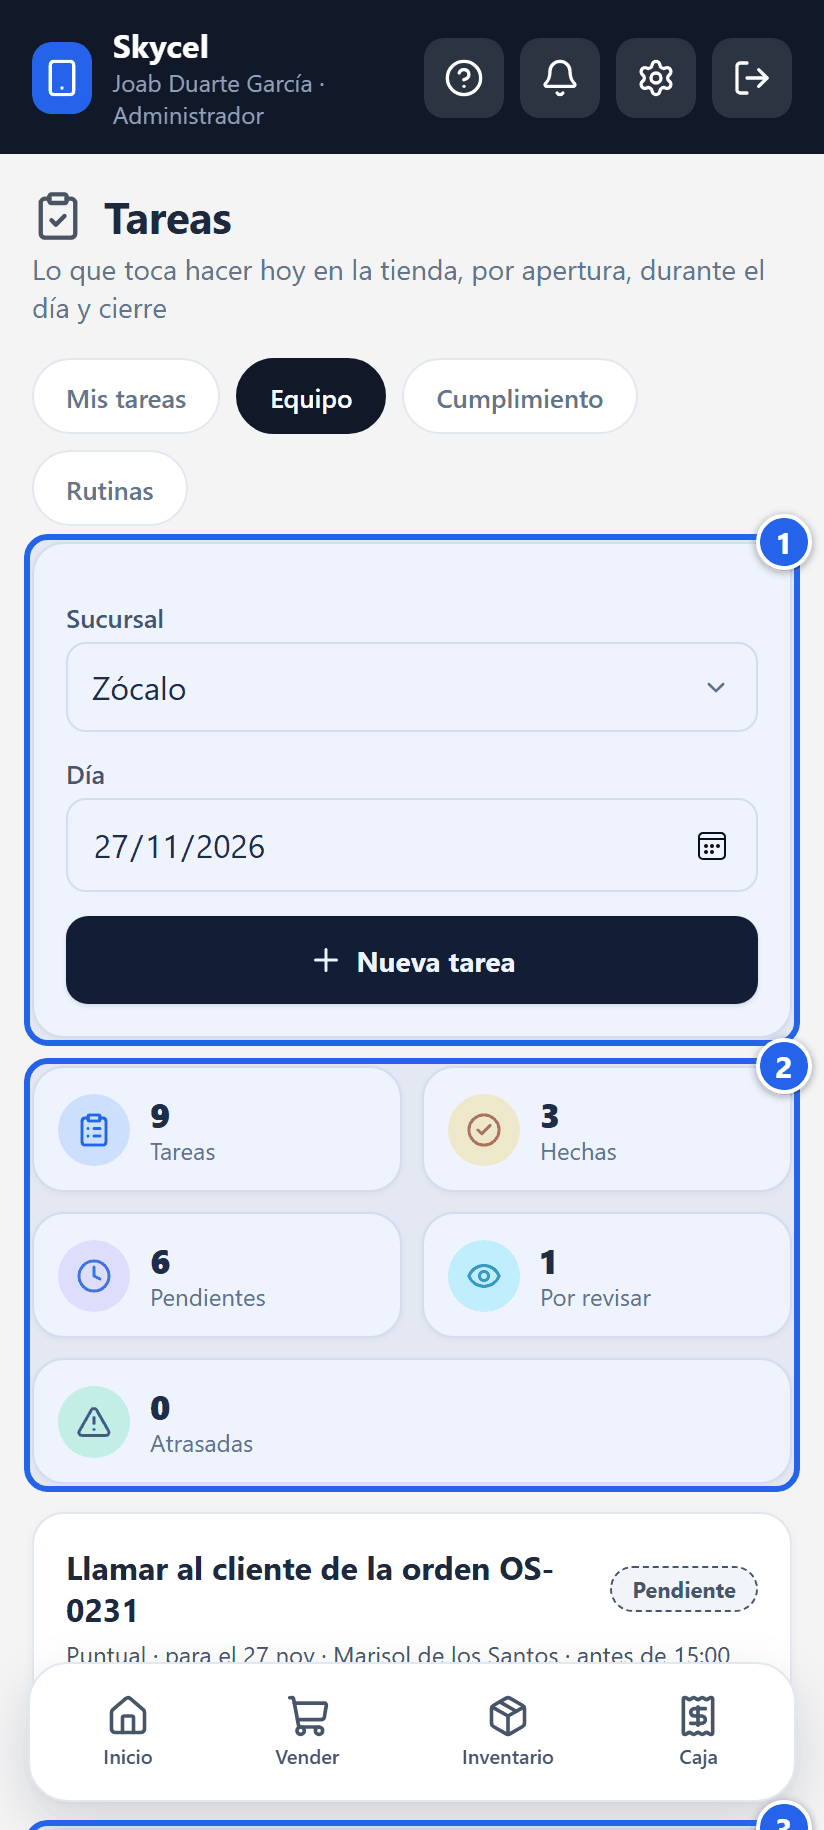 Skycel
Joab Duarte García ·
Administrador
Tareas
Lo que toca hacer hoy en la tienda, por apertura, durante el
día y cierre
Mis tareas
Equipo
Cumplimiento
Rutinas
1
Sucursal
Zócalo
Día
27/11/2026
Nueva tarea
2
9
Tareas
3
Hechas
6
Pendientes
1
Por revisar
0
Atrasadas
Llamar al cliente de la orden OS-
0231
Pendiente
Puntual · para el 27 nov · Marisol de los Santos · antes de 15:00
Inicio
Vender
Inventario
Caja
3